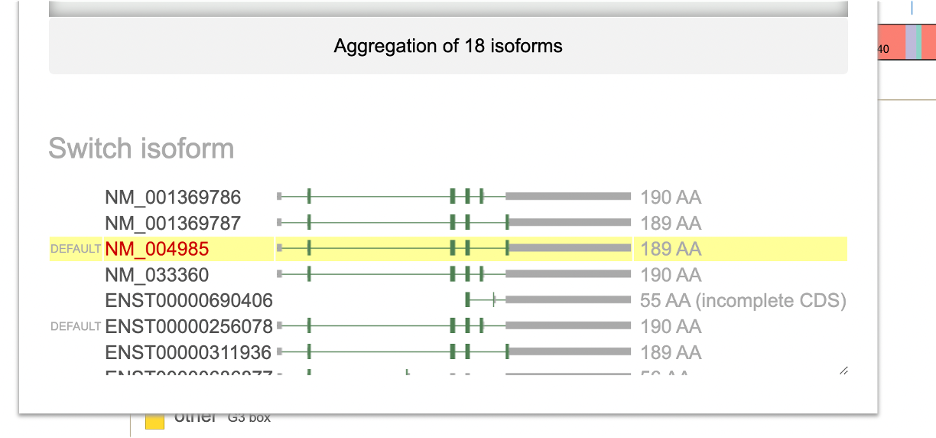 Aggregation of 18 isoforms
40
Switch isoform
NM_001369786 190 AA
NM_001369787 189 AA
DEFAULT NM_004985 189 AA
NM_033360 190 AA
ENST00000690406 55 AA (incomplete CDS)
DEFAULT ENST00000256078 190 AA
ENST00000311936 189 AA
other G3 box